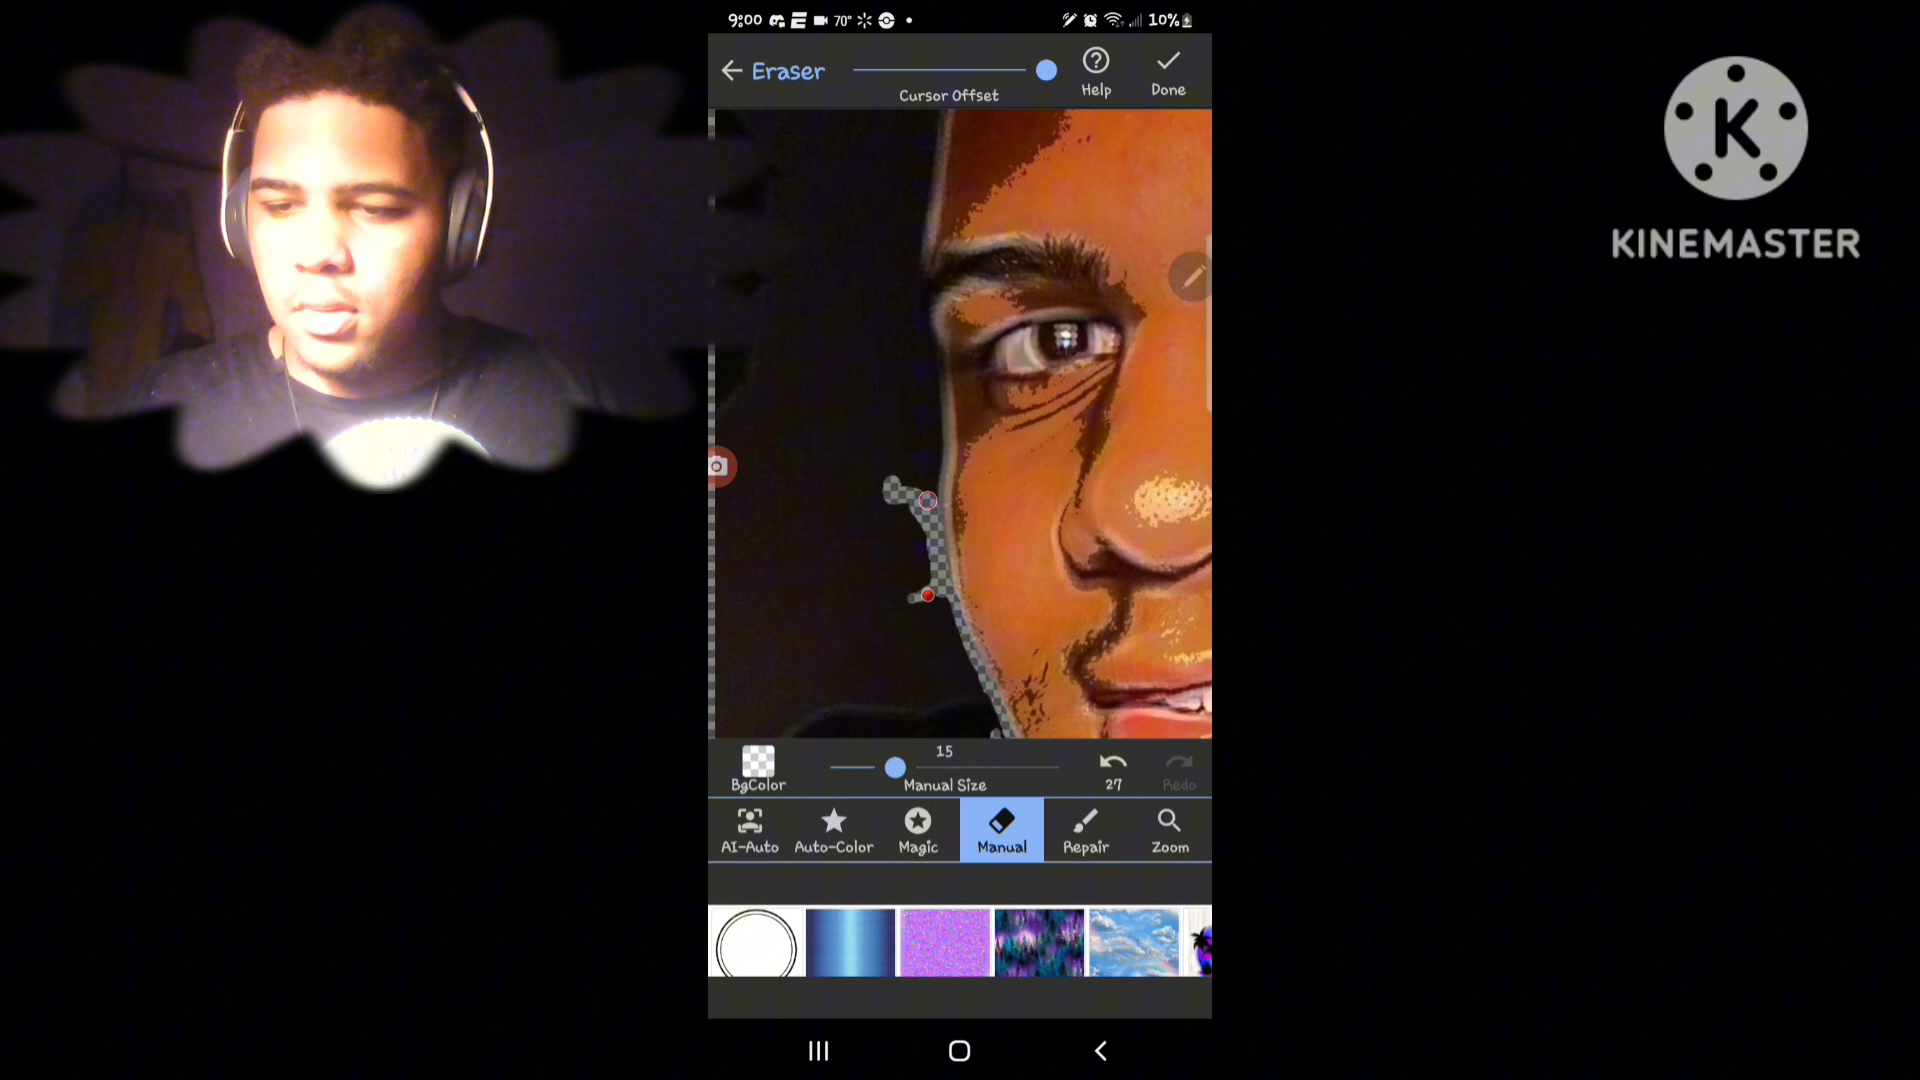 9:00
70°
10%
Eraser
Cursor Offset
Help
Done
K
KINEMASTER
15
BgColor
Manual Size
27
Redo
AI-Auto
Auto-Color
Magic
Manual
Repair
Zoom